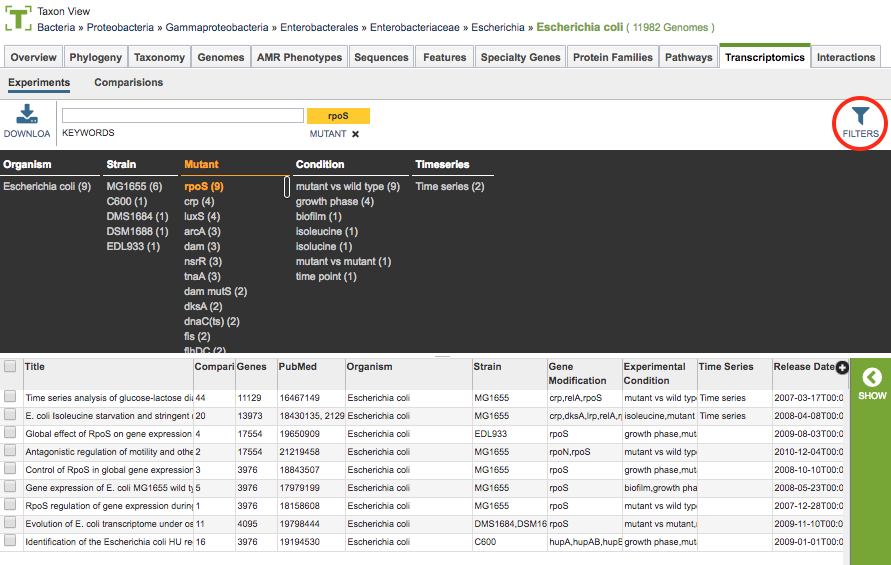 Taxon View
Bacteria » Proteobacteria » Gammaproteobacteria » Enterobacterales » Enterobacteriaceae » Escherichia » Escherichia coli ( 11982 Genomes )
Overview Phylogeny Taxonomy Genomes AMR Phenotypes Sequences Features Specialty Genes Protein Families Pathways Transcriptomics Interactions
Experiments Comparisions
rpoS
DOWNLOA KEYWORDS MUTANT ✖ FILTERS
Organism Strain Mutant Condition Timeseries
Escherichia coli (9) MG1655 (6) rpoS (9) mutant vs wild type (9) Time series (2)
C600 (1) crp (4) growth phase (4)
DMS1684 (1) luxS (4) biofilm (1)
DSM1688 (1) arcA (3) isoleucine (1)
EDL933 (1) dam (3) isolucine (1)
nsrR (3) mutant vs mutant (1)
tnaA (3) time point (1)
dam mutS (2)
dksA (2)
dnaC(ts) (2)
fis (2)
flhDC (2)
Title Compari Genes PubMed Organism Strain Gene Modification Experimental Condition Time Series Release Date
Time series analysis of glucose-lactose dia 44 11129 16467149 Escherichia coli MG1655 crp,relA,rpoS mutant vs wild type Time series 2007-03-17T00:0
E. coli Isoleucine starvation and stringent r 20 13973 18430135, 2129 Escherichia coli MG1655 crp,dksA,lrp,relA,r isoleucine,mutant Time series 2008-04-08T00:0
Global effect of RpoS on gene expression 4 17554 19650909 Escherichia coli EDL933 rpoS growth phase,mut 2009-08-03T00:0
Antagonistic regulation of motility and othe 2 17554 21219458 Escherichia coli MG1655 rpoN,rpoS mutant vs wild type 2010-12-04T00:0
Control of RpoS in global gene expression 3 3976 18843507 Escherichia coli MG1655 rpoS growth phase,mut 2008-10-10T00:0
Gene expression of E. coli MG1655 wild ty 5 3976 17979199 Escherichia coli MG1655 rpoS biofilm,growth pha 2008-05-23T00:0
RpoS regulation of gene expression during 1 3976 18158608 Escherichia coli MG1655 rpoS mutant vs wild type 2007-12-28T00:0
Evolution of E. coli transcriptome under os 11 4095 19798444 Escherichia coli DMS1684,DSM16 rpoS mutant vs mutant, 2009-11-10T00:0
Identification of the Escherichia coli HU re 16 3976 19194530 Escherichia coli C600 hupA,hupAB,hupB growth phase,mut 2009-01-01T00:0
SHOW